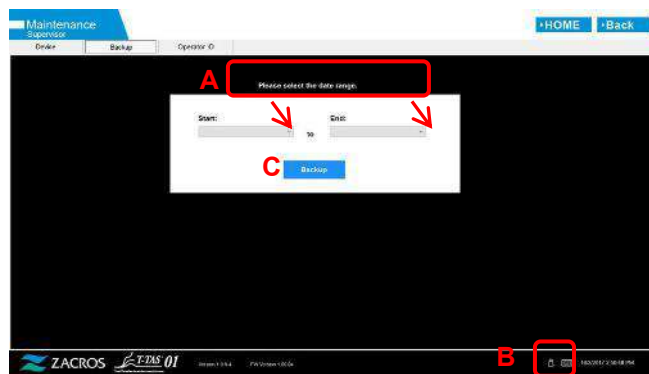 Maintenance
Supervisor
HOME
Back
Device
Backup
Operator ID
A
Please select the date range.
Start:
End:
to
C
Backup
B
ZACROS
T-TAS 01